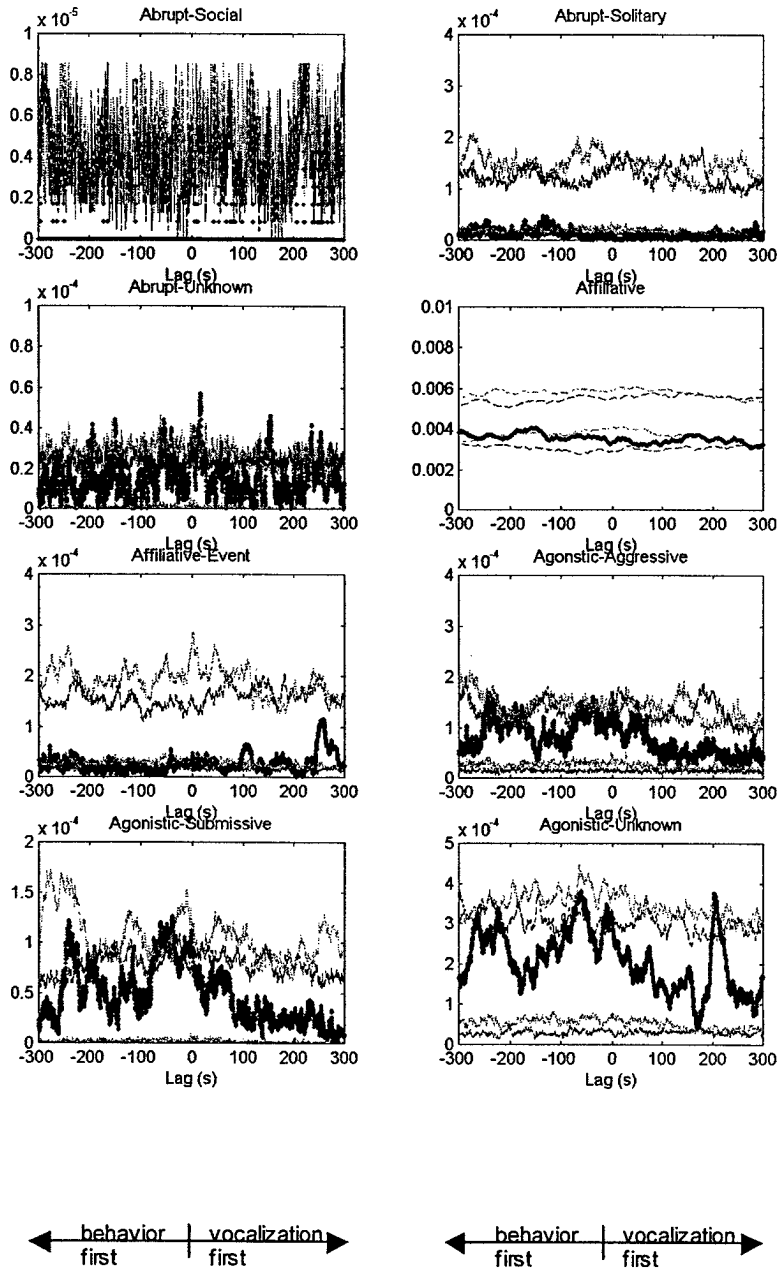 x 10-5 Abrupt-Social
1
0.8
0.6
0.4
0.2
0
-300 -200 -100 0 100 200 300
Lag (s)
x 10-4 Abrupt-Solitary
4
3
2
1
0
-300 -200 -100 0 100 200 300
Lag (s)
x 10-4 Abrupt-Unknown
1
0.8
0.6
0.4
0.2
0
-300 -200 -100 0 100 200 300
Lag (s)
Affiliative
0.01
0.008
0.006
0.004
0.002
0
-300 -200 -100 0 100 200 300
Lag (s)
x 10-4 Affiliative-Event
4
3
2
1
0
-300 -200 -100 0 100 200 300
Lag (s)
x 10-4 Agonstic-Aggressive
4
3
2
1
0
-300 -200 -100 0 100 200 300
Lag (s)
x 10-4 Agonistic-Submissive
2
1.5
1
0.5
0
-300 -200 -100 0 100 200 300
Lag (s)
x 10-4 Agonistic-Unknown
5
4
3
2
1
0
-300 -200 -100 0 100 200 300
Lag (s)
behavior first
vocalization first
behavior first
vocalization first